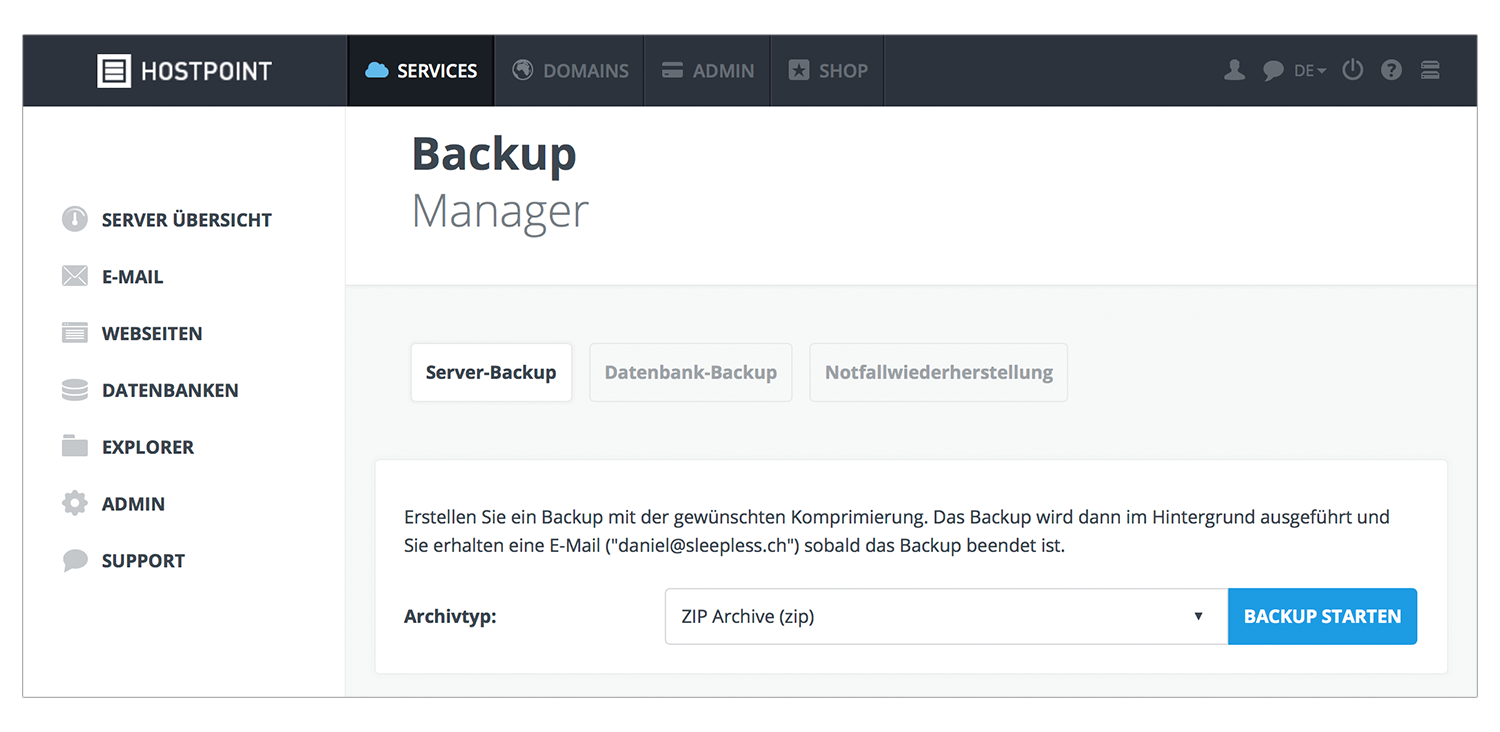 HOSTPOINT
SERVICES
DOMAINS
ADMIN
SHOP
DE
SERVER ÜBERSICHT
E-MAIL
WEBSEITEN
DATENBANKEN
EXPLORER
ADMIN
SUPPORT
Backup
Manager
Server-Backup
Datenbank-Backup
Notfallwiederherstellung
Erstellen Sie ein Backup mit der gewünschten Komprimierung. Das Backup wird dann im Hintergrund ausgeführt und
Sie erhalten eine E-Mail ("daniel@sleepless.ch") sobald das Backup beendet ist.
Archivtyp:
ZIP Archive (zip)
BACKUP STARTEN